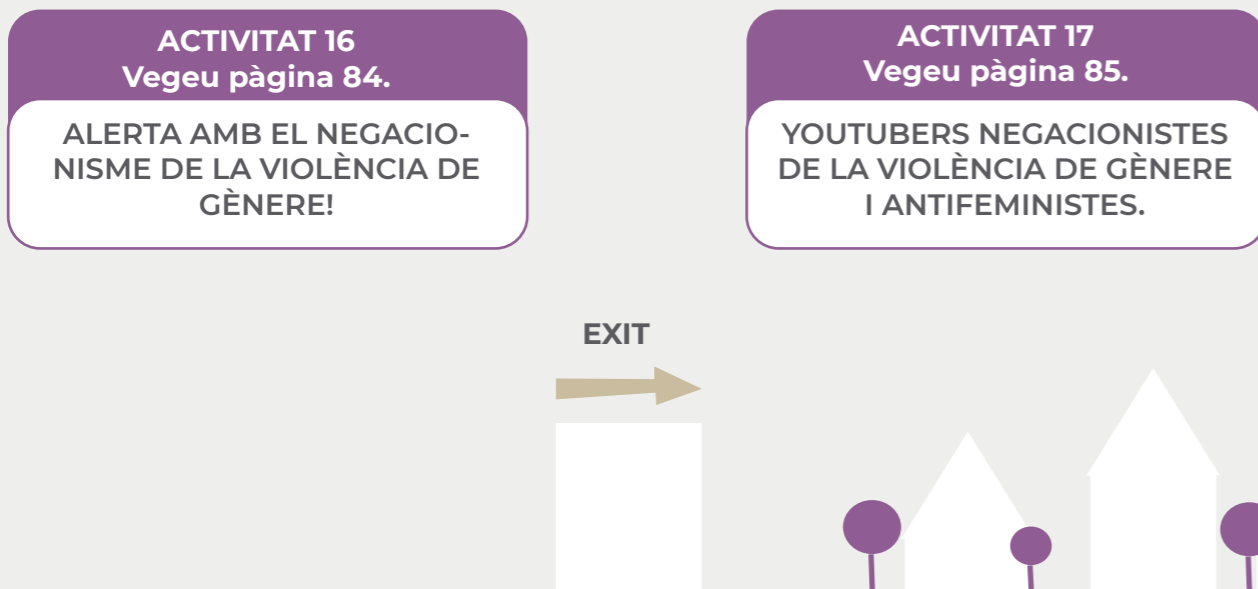 ACTIVITAT 16
Vegeu pàgina 84.
ALERTA AMB EL NEGACIO-
NISME DE LA VIOLÈNCIA DE
GÈNERE!
ACTIVITAT 17
Vegeu pàgina 85.
YOUTUBERS NEGACIONISTES
DE LA VIOLÈNCIA DE GÈNERE
I ANTIFEMINISTES.
EXIT